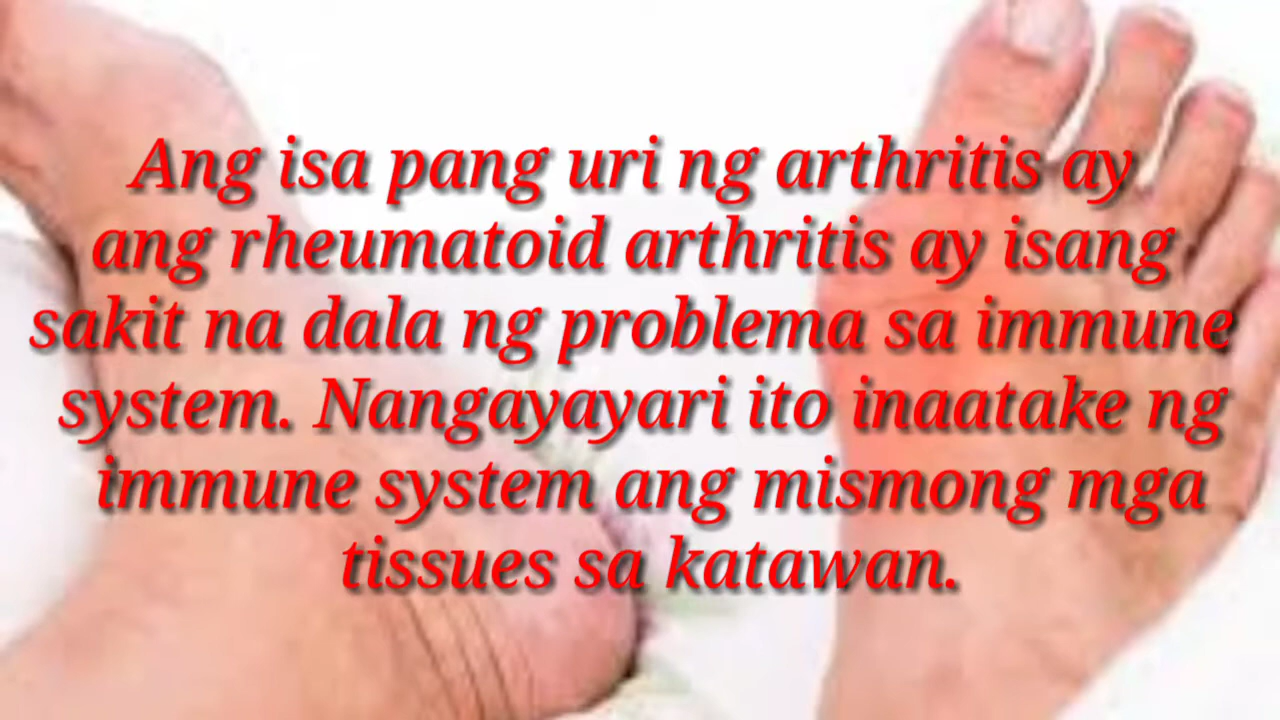 Ang isa pang uri ng arthritis ay
ang rheumatoid arthritis ay isang
sakit na dala ng problema sa immune
system. Nangayayari ito inaatake ng
immune system ang mismong mga
tissues sa katawan.